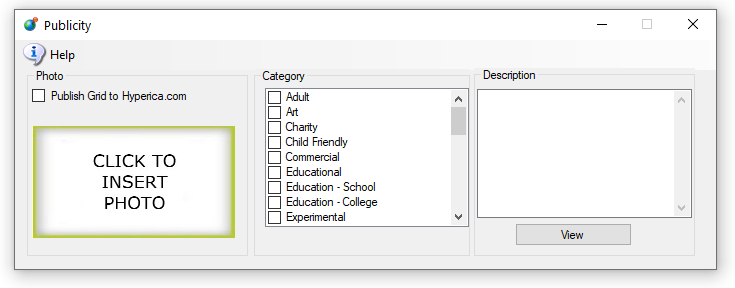 Publicity
Help
Photo
Publish Grid to Hyperica.com
CLICK TO
INSERT
PHOTO
Category
Adult
Art
Charity
Child Friendly
Commercial
Educational
Education - School
Education - College
Experimental
Description
View